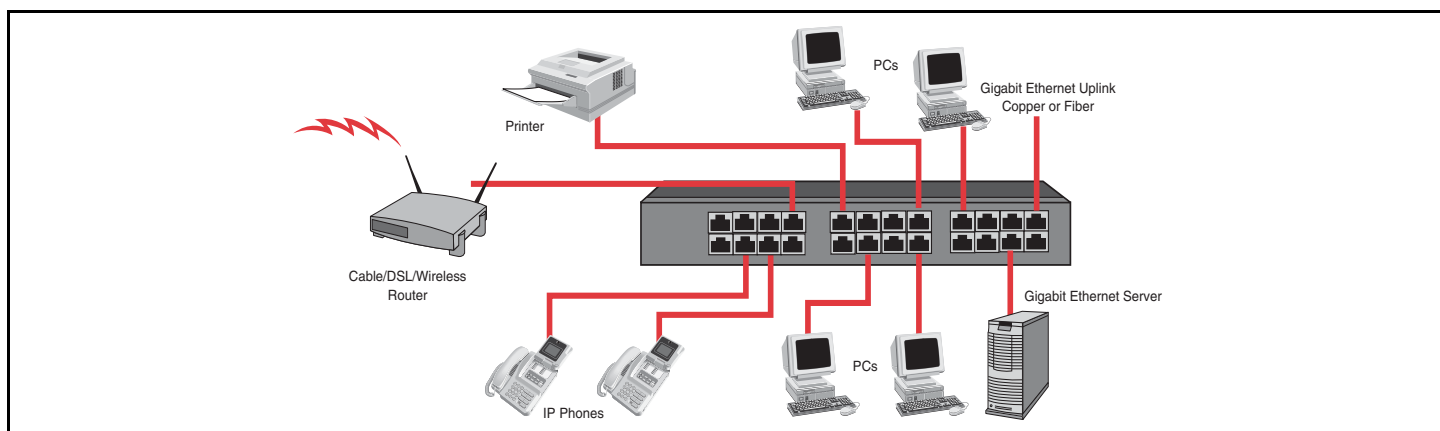 PCs
Gigabit Ethernet Uplink
Copper or Fiber
Printer
Cable/DSL/Wireless
Router
Gigabit Ethernet Server
PCs
IP Phones